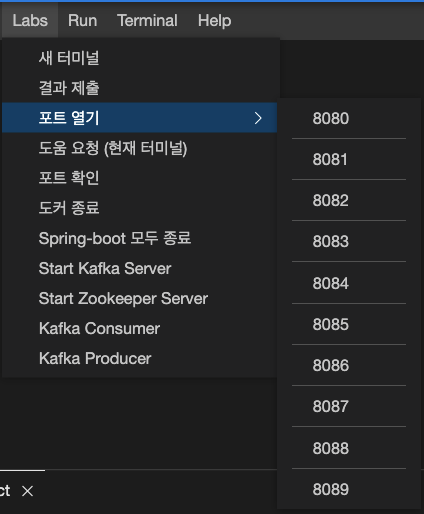 Labs Run Terminal Help
새 터미널
결과 제출
포트 열기
도움 요청 (현재 터미널)
포트 확인
도커 종료
Spring-boot 모두 종료
Start Kafka Server
Start Zookeeper Server
Kafka Consumer
Kafka Producer
8080
8081
8082
8083
8084
8085
8086
8087
8088
8089
ct